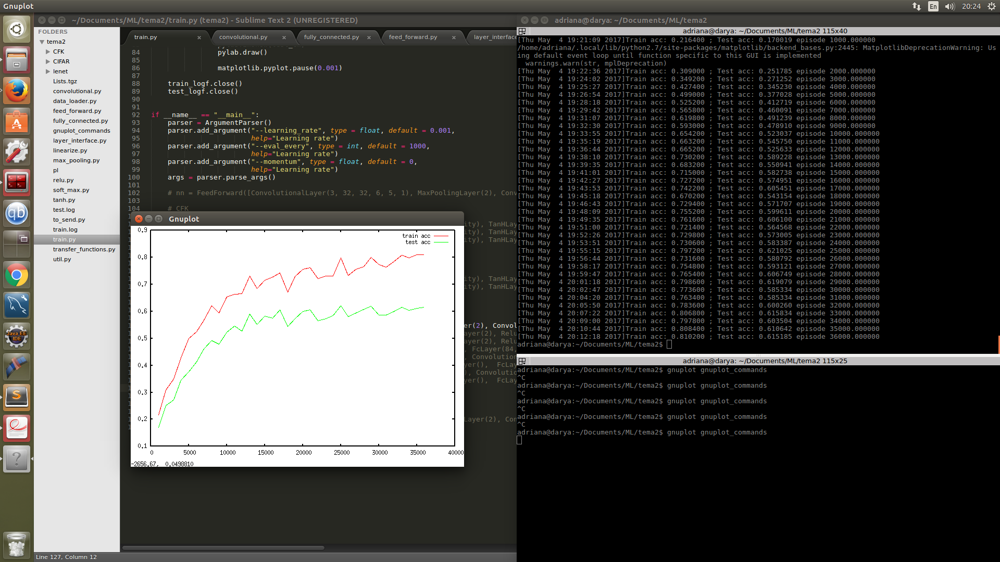 Gnuplot
En
20:24
~/Documents/ML/tema2/train.py (tema2) - Sublime Text 2 (UNREGISTERED)
FOLDERS
tema2
CFK
CIFAR
lenet
Lists.tgz
convolutional.py
data_loader.py
feed_forward.py
fully_connected.py
gnuplot_commands
layer_interface.py
linearize.py
max_pooling.py
pl
relu.py
soft_max.py
tanh.py
test.log
to_send.py
train.log
train.py
transfer_functions.py
util.py
train.py
convolutional.py
fully_connected.py
feed_forward.py
layer_interface
84 pylab.draw()
85
86 matplotlib.pyplot.pause(0.001)
87
88 train_logf.close()
89 test_logf.close()
90
91
92 if __name__ == "__main__":
93 parser = ArgumentParser()
94 parser.add_argument("--learning_rate", type = float, default = 0.001,
95 help="Learning rate")
96 parser.add_argument("--eval_every", type = int, default = 1000,
97 help="Learning rate")
98 parser.add_argument("--momentum", type = float, default = 0,
99 help="Learning rate")
100 args = parser.parse_args()
101
102 # nn = FeedForward([ConvolutionalLayer(3, 32, 32, 6, 5, 1), MaxPoolingLayer(2), Conv
103
104 # CFK
ity), TanHLay
ity), TanHLay
ity), TanHLay
ity), TanHLay
ity), TanHLay
er(2), Convol
ayer(2), Relu
ayer(2), Relu
, FcLayer(84,
, Convolution
yer(), FcLay
), Convolutio
yer(), FcLay
Layer(2), Con
Gnuplot
train acc
test acc
0.9
0.8
0.7
0.6
0.5
0.4
0.3
0.2
0.1
0 5000 10000 15000 20000 25000 30000 35000 40000
-2656.67, 0.0498810
Line 127, Column 12
adriana@darya: ~/Documents/ML/tema2
adriana@darya: ~/Documents/ML/tema2 115x40
[Thu May  4 19:21:09 2017]Train acc: 0.216400 ; Test acc: 0.170019 episode 1000.000000
/home/adriana/.local/lib/python2.7/site-packages/matplotlib/backend_bases.py:2445: MatplotlibDeprecationWarning: Us
ing default event loop until function specific to this GUI is implemented
warnings.warn(str, mplDeprecation)
[Thu May  4 19:22:36 2017]Train acc: 0.309000 ; Test acc: 0.251785 episode 2000.000000
[Thu May  4 19:24:02 2017]Train acc: 0.349200 ; Test acc: 0.271252 episode 3000.000000
[Thu May  4 19:25:27 2017]Train acc: 0.427400 ; Test acc: 0.345230 episode 4000.000000
[Thu May  4 19:26:54 2017]Train acc: 0.499000 ; Test acc: 0.377028 episode 5000.000000
[Thu May  4 19:28:18 2017]Train acc: 0.525200 ; Test acc: 0.412719 episode 6000.000000
[Thu May  4 19:29:42 2017]Train acc: 0.565800 ; Test acc: 0.460091 episode 7000.000000
[Thu May  4 19:31:07 2017]Train acc: 0.619800 ; Test acc: 0.491239 episode 8000.000000
[Thu May  4 19:32:30 2017]Train acc: 0.593000 ; Test acc: 0.478910 episode 9000.000000
[Thu May  4 19:33:55 2017]Train acc: 0.654200 ; Test acc: 0.523037 episode 10000.000000
[Thu May  4 19:35:19 2017]Train acc: 0.663200 ; Test acc: 0.545750 episode 11000.000000
[Thu May  4 19:36:44 2017]Train acc: 0.665200 ; Test acc: 0.525633 episode 12000.000000
[Thu May  4 19:38:10 2017]Train acc: 0.730200 ; Test acc: 0.589228 episode 13000.000000
[Thu May  4 19:39:35 2017]Train acc: 0.683200 ; Test acc: 0.550941 episode 14000.000000
[Thu May  4 19:41:01 2017]Train acc: 0.715000 ; Test acc: 0.582738 episode 15000.000000
[Thu May  4 19:42:27 2017]Train acc: 0.727200 ; Test acc: 0.574951 episode 16000.000000
[Thu May  4 19:43:53 2017]Train acc: 0.742200 ; Test acc: 0.605451 episode 17000.000000
[Thu May  4 19:45:18 2017]Train acc: 0.670200 ; Test acc: 0.543154 episode 18000.000000
[Thu May  4 19:46:43 2017]Train acc: 0.729400 ; Test acc: 0.571707 episode 19000.000000
[Thu May  4 19:48:09 2017]Train acc: 0.755200 ; Test acc: 0.599611 episode 20000.000000
[Thu May  4 19:49:35 2017]Train acc: 0.761600 ; Test acc: 0.606100 episode 21000.000000
[Thu May  4 19:51:00 2017]Train acc: 0.721400 ; Test acc: 0.564568 episode 22000.000000
[Thu May  4 19:52:26 2017]Train acc: 0.729800 ; Test acc: 0.573005 episode 23000.000000
[Thu May  4 19:53:51 2017]Train acc: 0.730600 ; Test acc: 0.583387 episode 24000.000000
[Thu May  4 19:55:15 2017]Train acc: 0.797200 ; Test acc: 0.621025 episode 25000.000000
[Thu May  4 19:56:44 2017]Train acc: 0.731600 ; Test acc: 0.580792 episode 26000.000000
[Thu May  4 19:58:17 2017]Train acc: 0.754800 ; Test acc: 0.593121 episode 27000.000000
[Thu May  4 19:59:47 2017]Train acc: 0.765400 ; Test acc: 0.606749 episode 28000.000000
[Thu May  4 20:01:18 2017]Train acc: 0.798600 ; Test acc: 0.619079 episode 29000.000000
[Thu May  4 20:02:47 2017]Train acc: 0.773600 ; Test acc: 0.585334 episode 30000.000000
[Thu May  4 20:04:20 2017]Train acc: 0.763400 ; Test acc: 0.585334 episode 31000.000000
[Thu May  4 20:05:50 2017]Train acc: 0.783600 ; Test acc: 0.600260 episode 32000.000000
[Thu May  4 20:07:22 2017]Train acc: 0.806800 ; Test acc: 0.615834 episode 33000.000000
[Thu May  4 20:09:00 2017]Train acc: 0.797800 ; Test acc: 0.603504 episode 34000.000000
[Thu May  4 20:10:44 2017]Train acc: 0.808400 ; Test acc: 0.610642 episode 35000.000000
[Thu May  4 20:12:18 2017]Train acc: 0.810200 ; Test acc: 0.615185 episode 36000.000000
adriana@darya:~/Documents/ML/tema2$
adriana@darya: ~/Documents/ML/tema2 115x25
adriana@darya:~/Documents/ML/tema2$ gnuplot gnuplot_commands
^C
adriana@darya:~/Documents/ML/tema2$ gnuplot gnuplot_commands
^C
adriana@darya:~/Documents/ML/tema2$ gnuplot gnuplot_commands
^C
adriana@darya:~/Documents/ML/tema2$ gnuplot gnuplot_commands
^C
adriana@darya:~/Documents/ML/tema2$ gnuplot gnuplot_commands